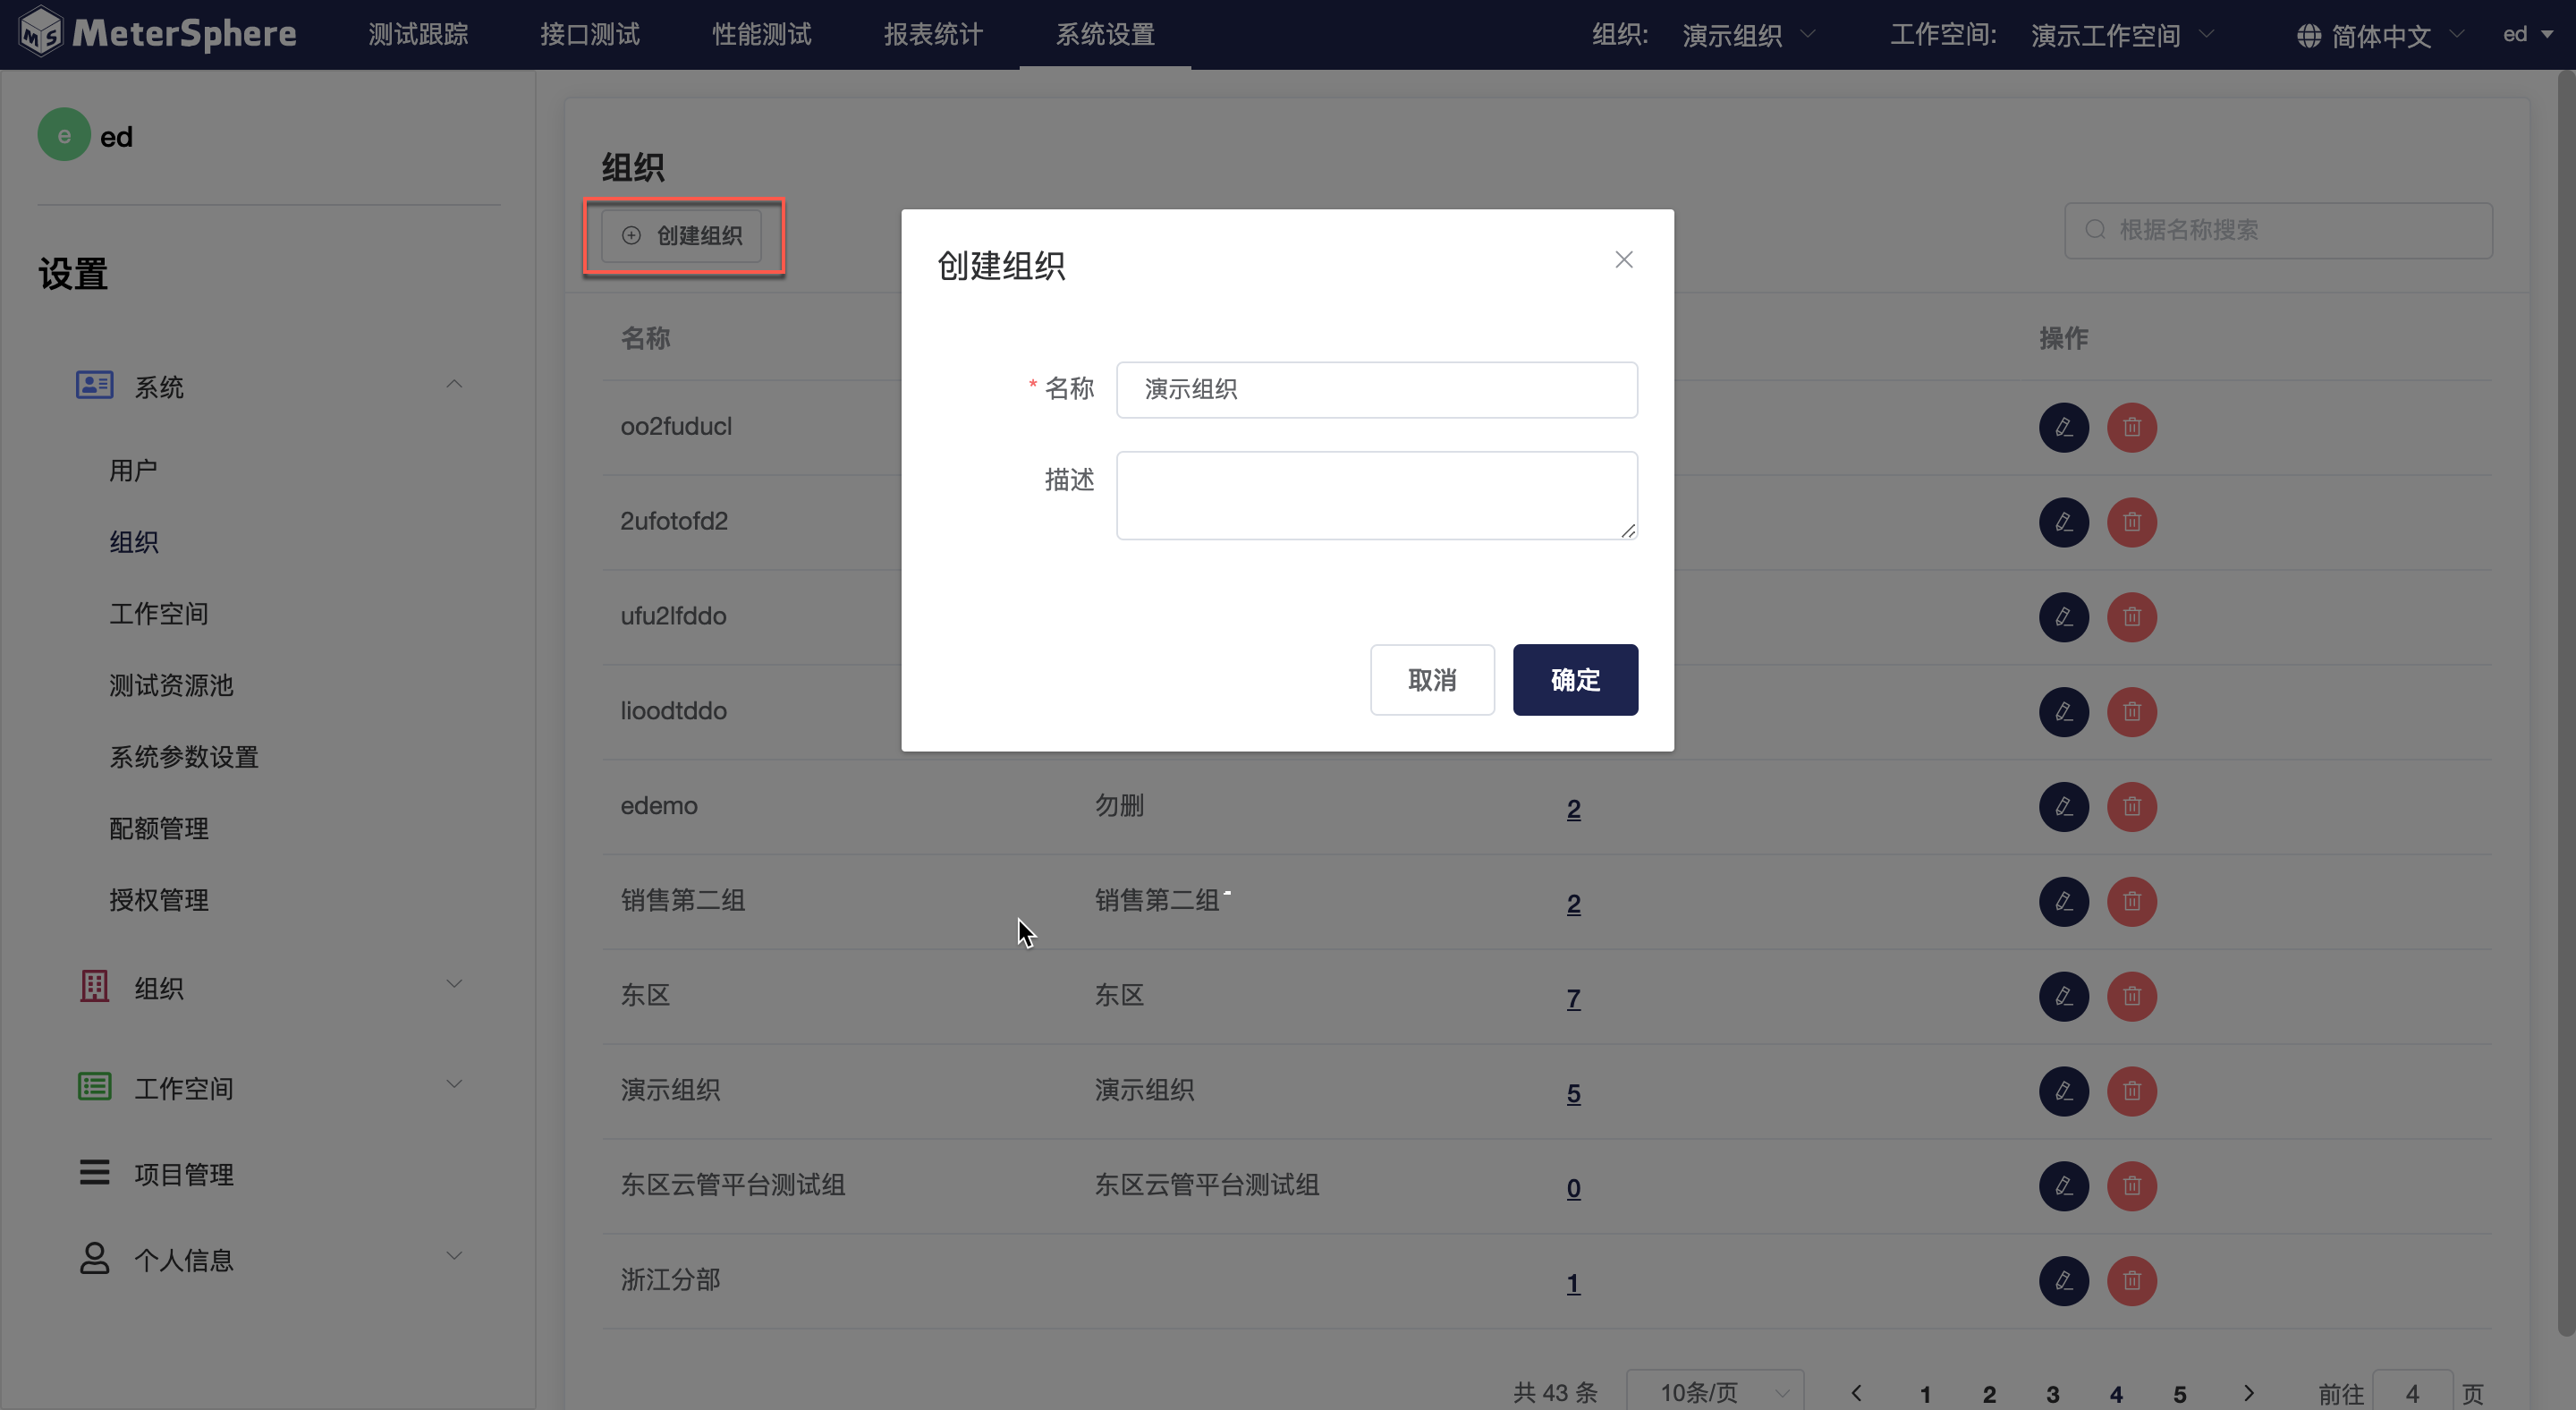 MeterSphere 测试跟踪 接口测试 性能测试 报表统计 系统设置 组织: 演示组织 工作空间: 演示工作空间 简体中文 ed
e ed
设置
系统
用户
组织
工作空间
测试资源池
系统参数设置
配额管理
授权管理
组织
工作空间
项目管理
个人信息
组织
创建组织
根据名称搜索
名称 操作
oo2fuducl
2ufotofd2
ufu2lfddo
lioodtddo
edemo 勿删 2
销售第二组 销售第二组 2
东区 东区 7
演示组织 演示组织 5
东区云管平台测试组 东区云管平台测试组 0
浙江分部 1
共 43 条 10条/页 1 2 3 4 5 前往 4 页
创建组织
* 名称 演示组织
描述
取消 确定